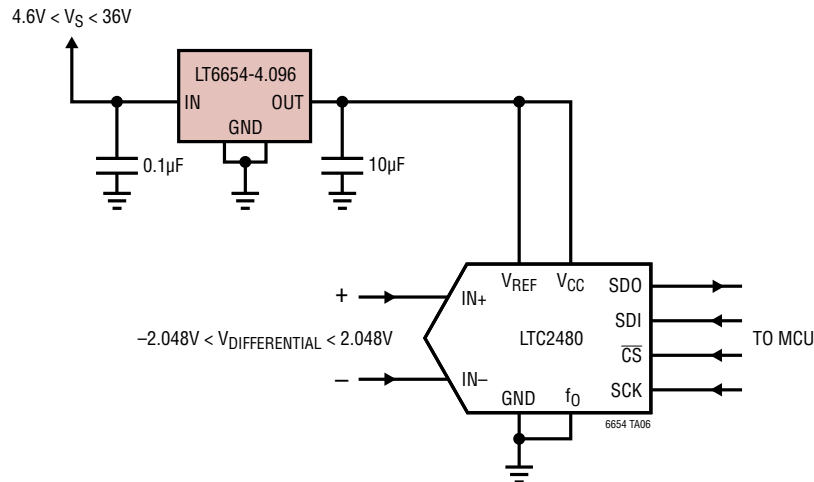 4.6V < VS < 36V
LT6654-4.096
IN OUT
GND
0.1µF
10µF
VREF VCC SDO
+ IN+
SDI
−2.048V < VDIFFERENTIAL < 2.048V
LTC2480
TO MCU
CS
− IN−
SCK
GND fO
6654 TA06